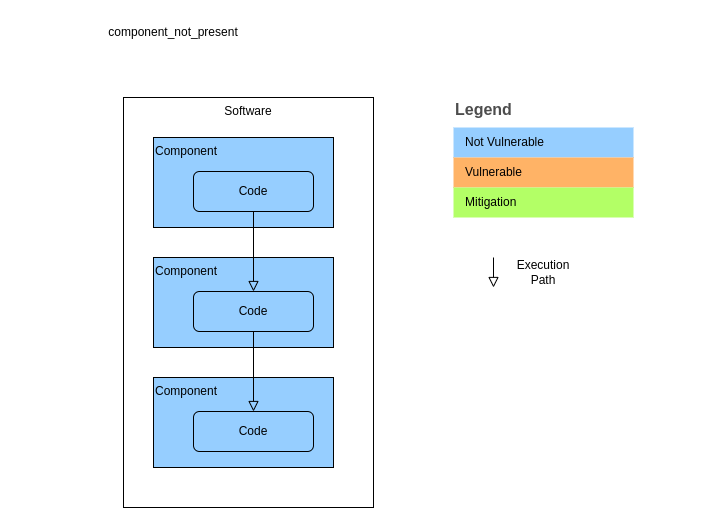 component_not_present
Software
Component
Code
Component
Code
Component
Code
Legend
Not Vulnerable
Vulnerable
Mitigation
Execution
Path